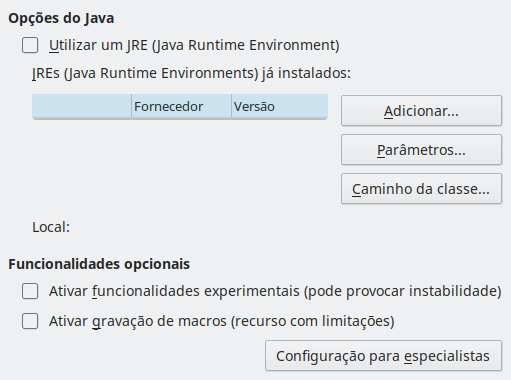 Opções do Java
Utilizar um JRE (Java Runtime Environment)
JREs (Java Runtime Environments) já instalados:
Fornecedor Versão
Adicionar...
Parâmetros...
Caminho da classe...
Local:
Funcionalidades opcionais
Ativar funcionalidades experimentais (pode provocar instabilidade)
Ativar gravação de macros (recurso com limitações)
Configuração para especialistas